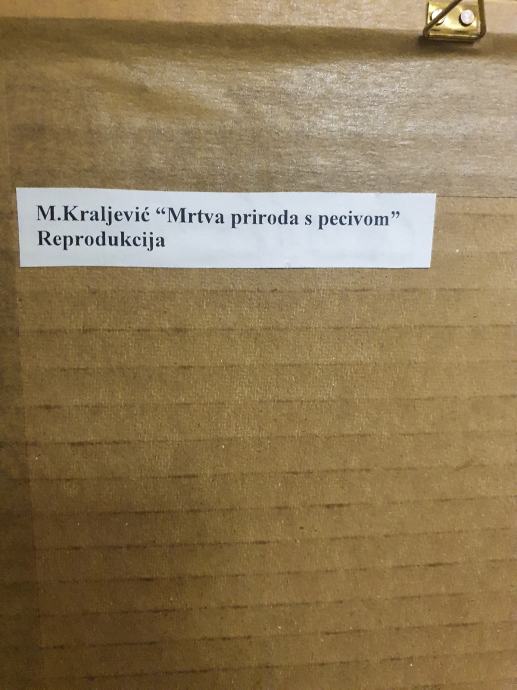 M.Kraljević “Mrtva priroda s pecivom”
Reprodukcija